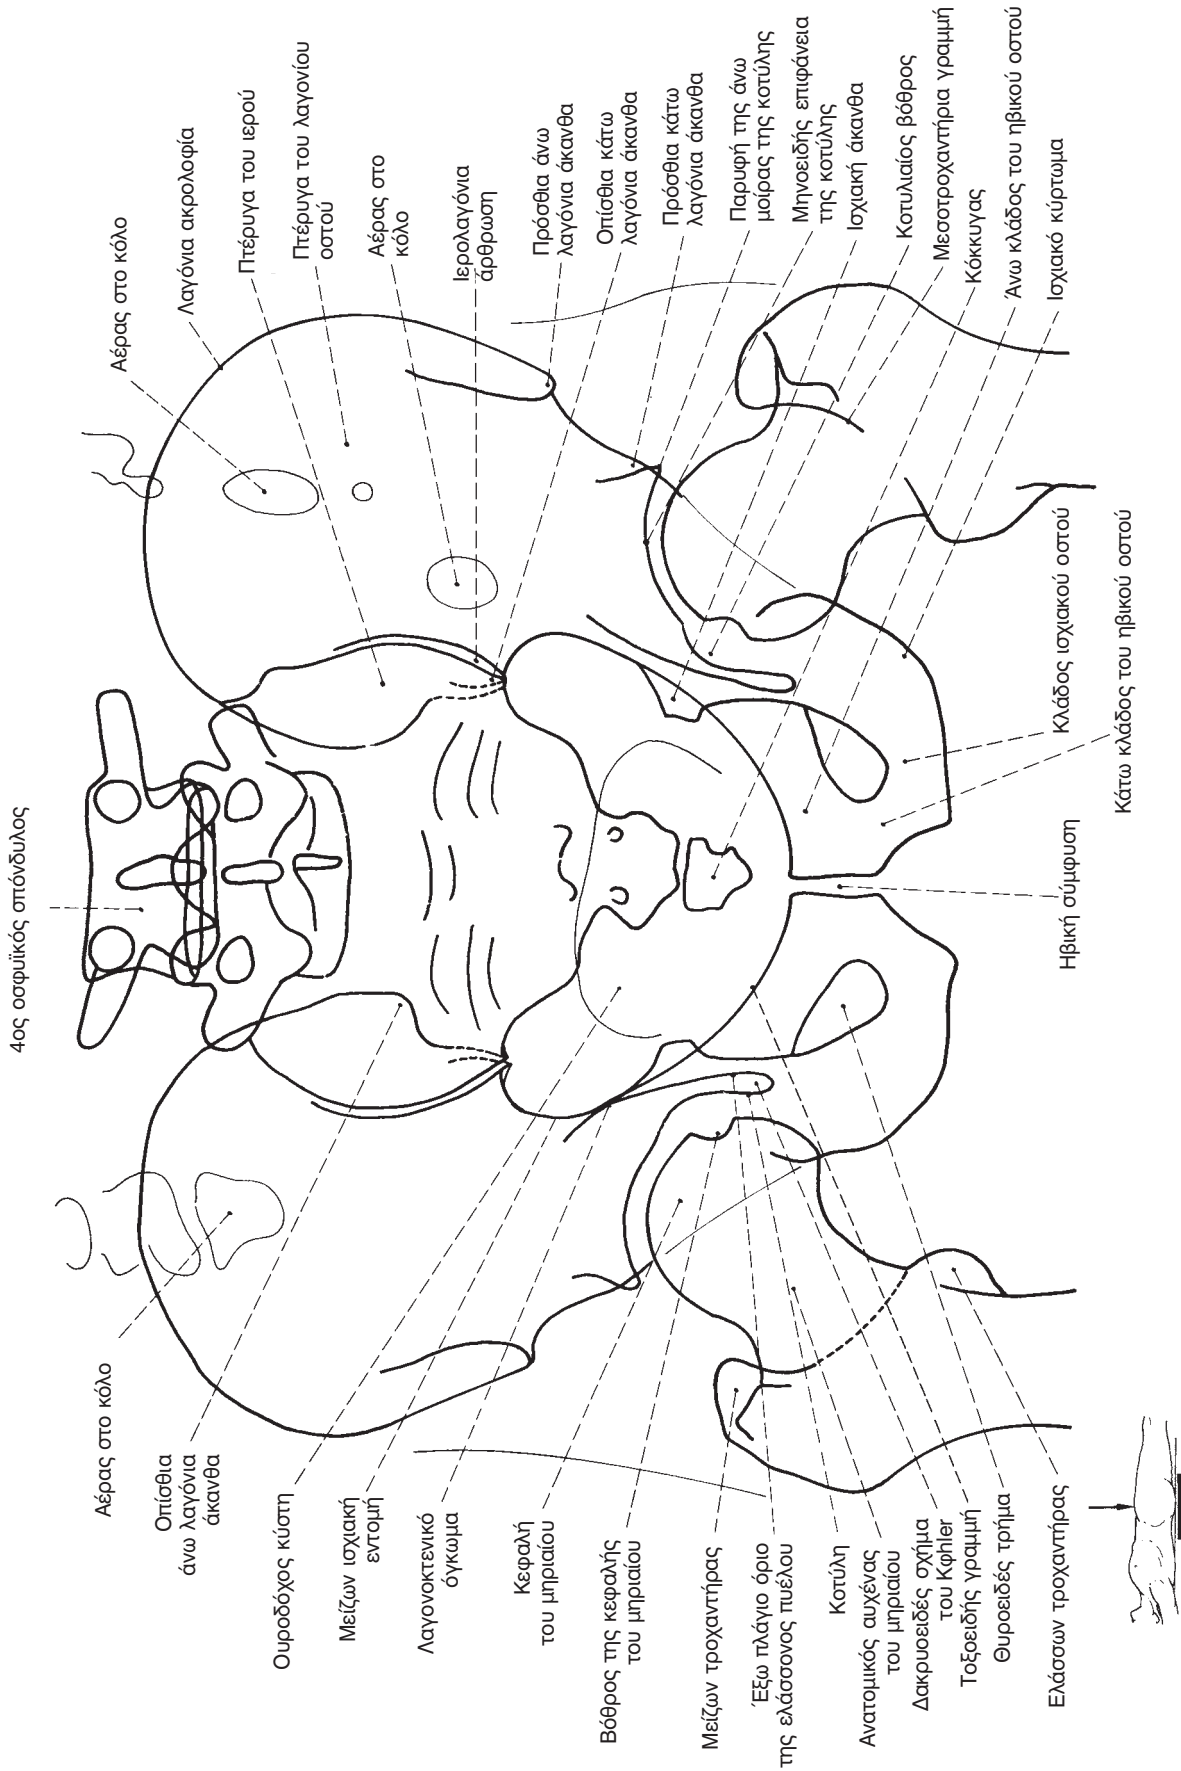 4ος οσφυϊκός σπόνδυλος
Αέρας στο κόλο
Λαγόνια ακρολοφία
Πτέρυγα του ιερού
Πτέρυγα του λαγονίου
οστού
Αέρας στο
κόλο
Ιερολαγόνια
άρθρωση
Πρόσθια άνω
λαγόνια άκανθα
Οπίσθια κάτω
λαγόνια άκανθα
Πρόσθια κάτω
λαγόνια άκανθα
Παρυφή της άνω
μοίρας της κοτύλης
Μηνοειδής επιφάνεια
της κοτύλης
Ισχιακή άκανθα
Κοτυλιαίος βόθρος
Μεσοτροχαντήρια γραμμή
Κόκκυγας
Άνω κλάδος του ηβικού οστού
Ισχιακό κύρτωμα
Κλάδος ισχιακού οστού
Κάτω κλάδος του ηβικού οστού
Ηβική σύμφυση
Αέρας στο κόλο
Οπίσθια
άνω λαγόνια
άκανθα
Ουροδόχος κύστη
Μείζων ισχιακή
εντομή
Λαγονοκτενικό
όγκωμα
Κεφαλή
του μηριαίου
Βόθρος της κεφαλής
του μηριαίου
Μείζων τροχαντήρας
Έξω πλάγιο όριο
της ελάσσονος πυέλου
Κοτύλη
Ανατομικός αυχένας
του μηριαίου
Δακρυοειδές σχήμα
του Κφhler
Τοξοειδής γραμμή
Θυροειδές τρήμα
Ελάσσων τροχαντήρας